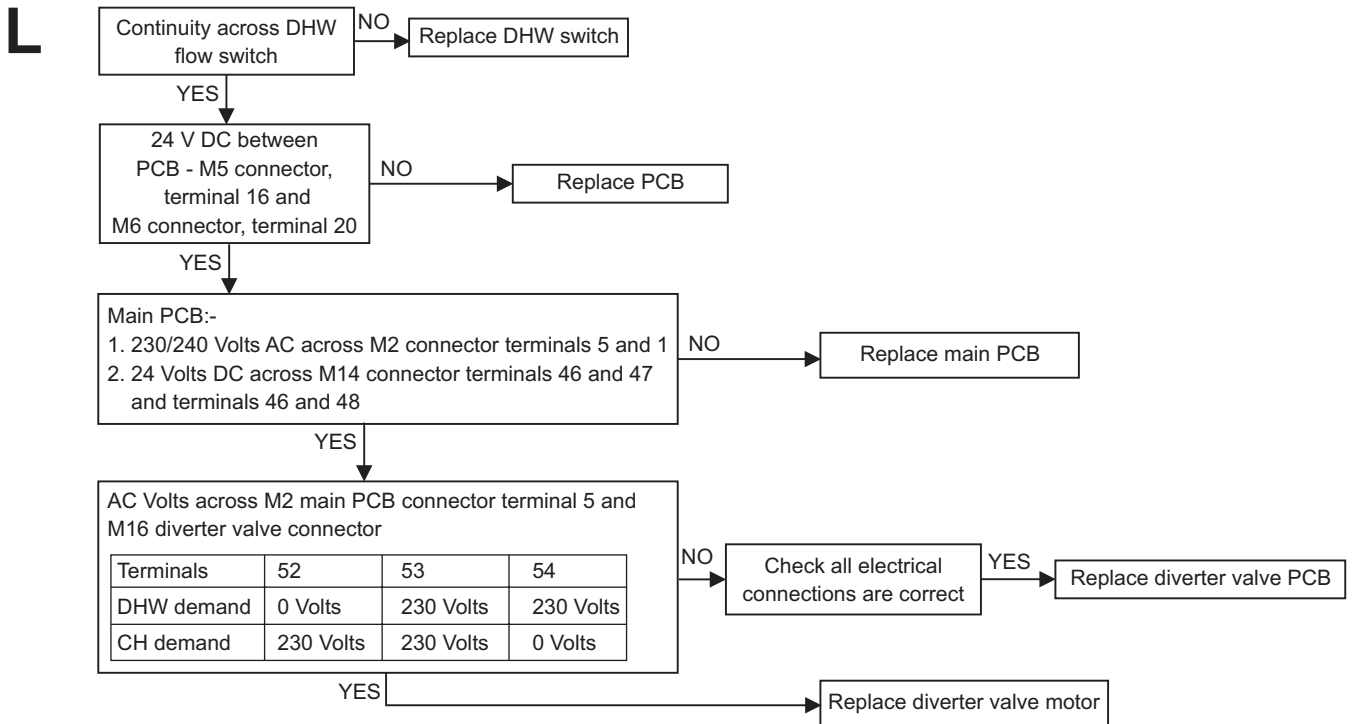 L
Continuity across DHW
flow switch
NO
Replace DHW switch
YES
24 V DC between
PCB - M5 connector,
terminal 16 and
M6 connector, terminal 20
NO
Replace PCB
YES
Main PCB:-
1. 230/240 Volts AC across M2 connector terminals 5 and 1
2. 24 Volts DC across M14 connector terminals 46 and 47
and terminals 46 and 48
NO
Replace main PCB
YES
AC Volts across M2 main PCB connector terminal 5 and
M16 diverter valve connector
Terminals 52 53 54
DHW demand 0 Volts 230 Volts 230 Volts
CH demand 230 Volts 230 Volts 0 Volts
NO
Check all electrical
connections are correct
YES
Replace diverter valve PCB
YES
Replace diverter valve motor